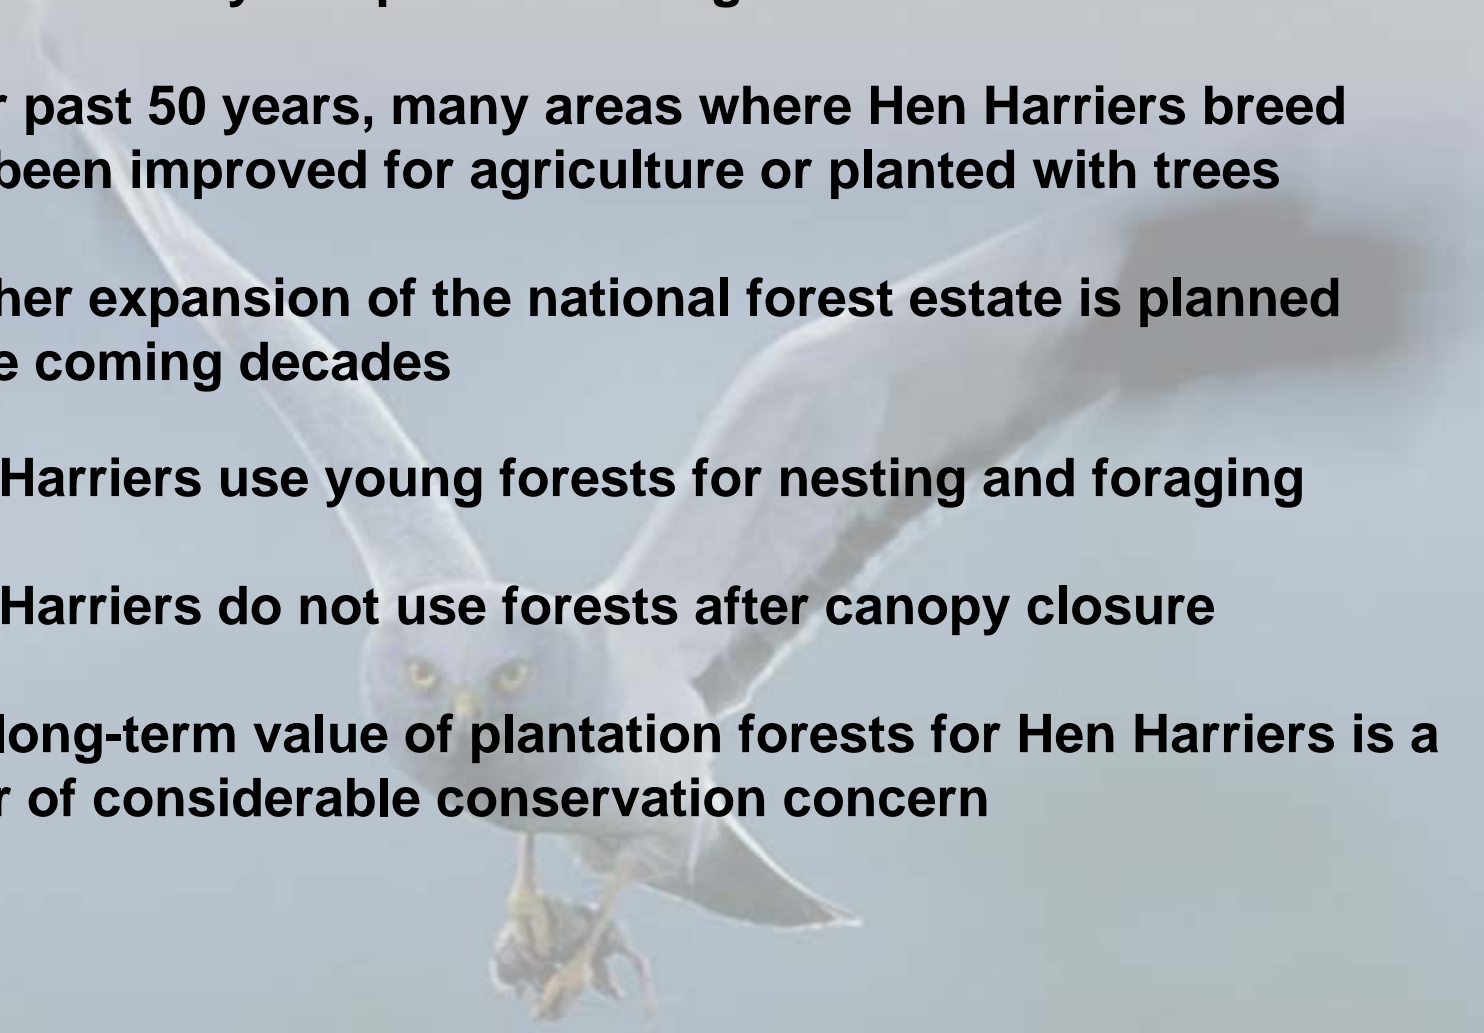 past 50 years, many areas where Hen Harriers breed
been improved for agriculture or planted with trees
her expansion of the national forest estate is planned
e coming decades
Harriers use young forests for nesting and foraging
Harriers do not use forests after canopy closure
long-term value of plantation forests for Hen Harriers is a
r of considerable conservation concern